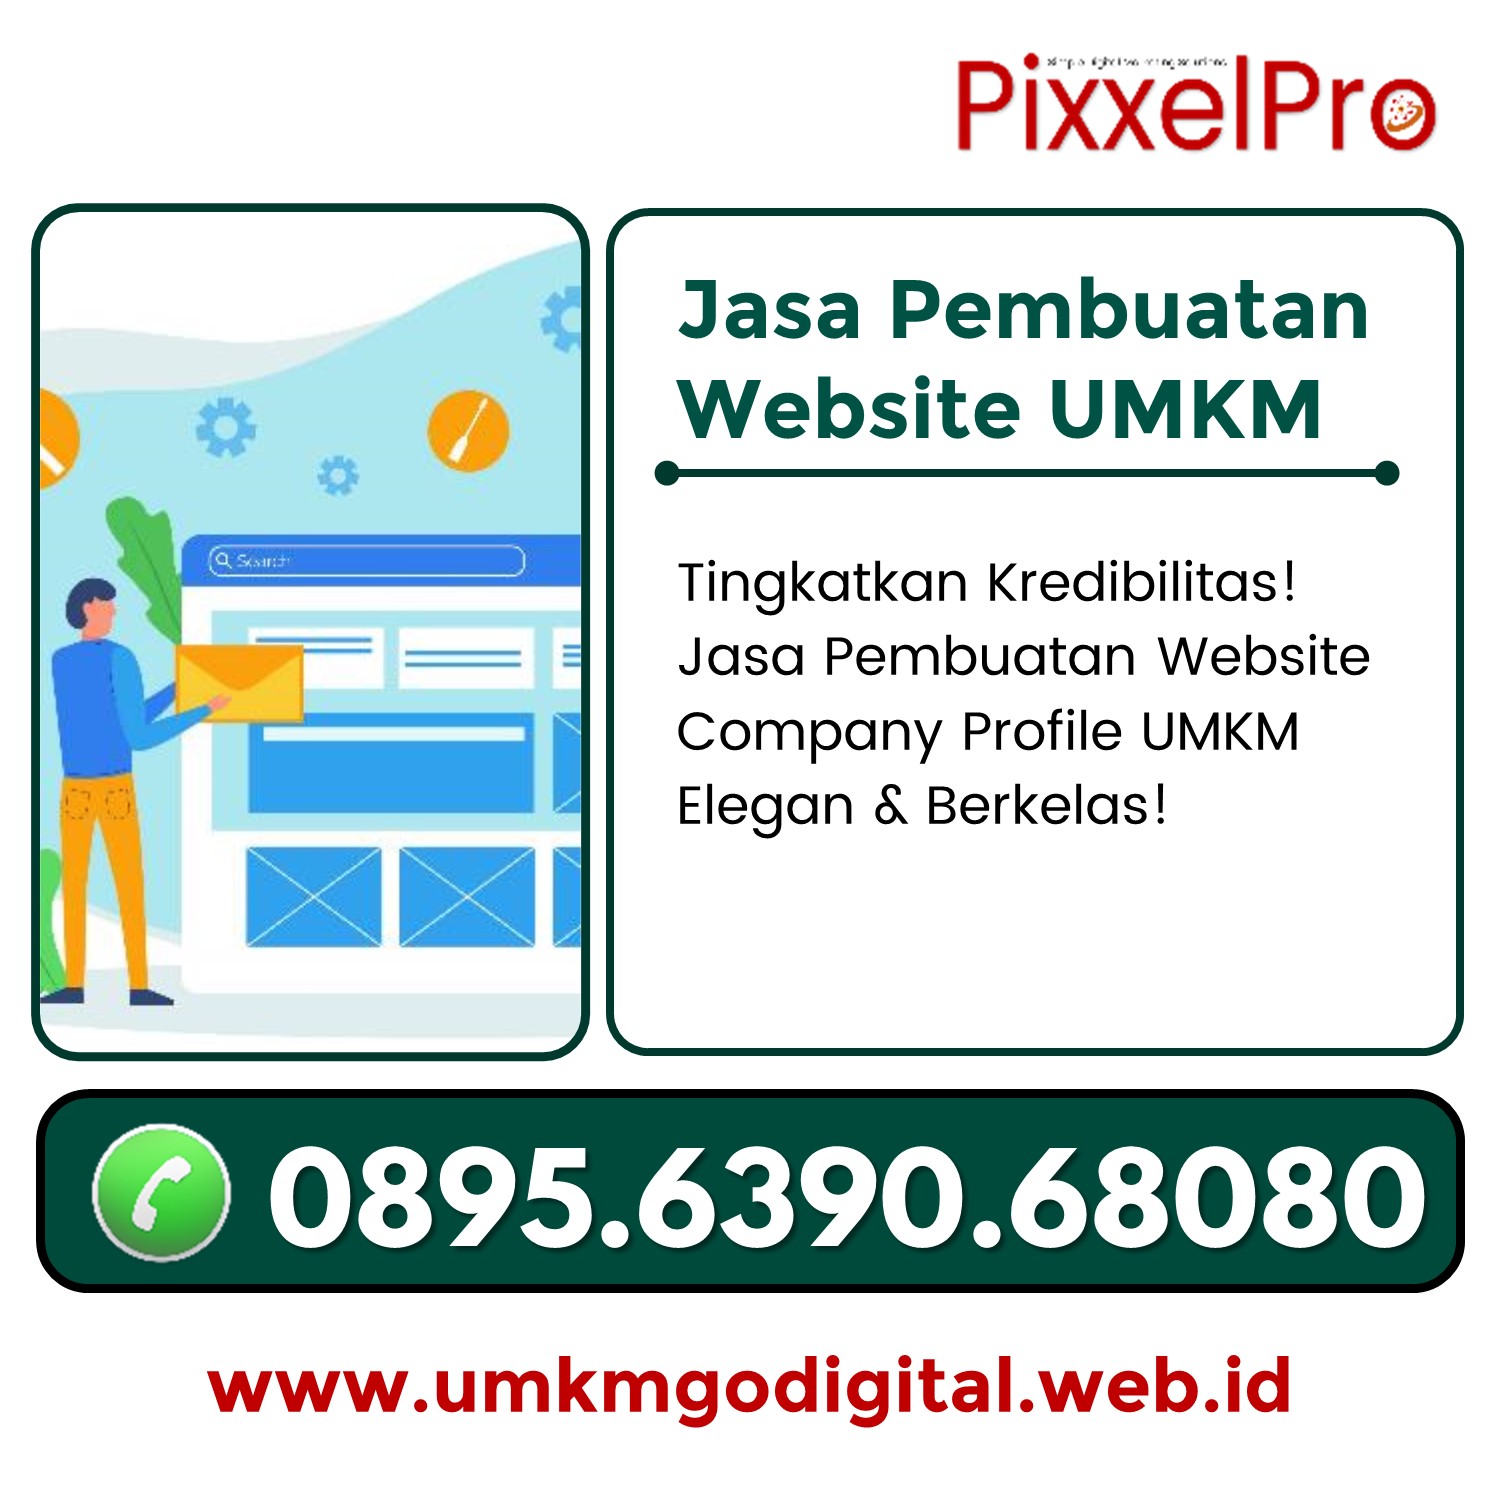 PixxelPro
Jasa Pembuatan
Website UMKM
Search
Tingkatkan Kredibilitas!
Jasa Pembuatan Website
Company Profile UMKM
Elegan & Berkelas!
0895.6390.68080
www.umkmgodigital.web.id